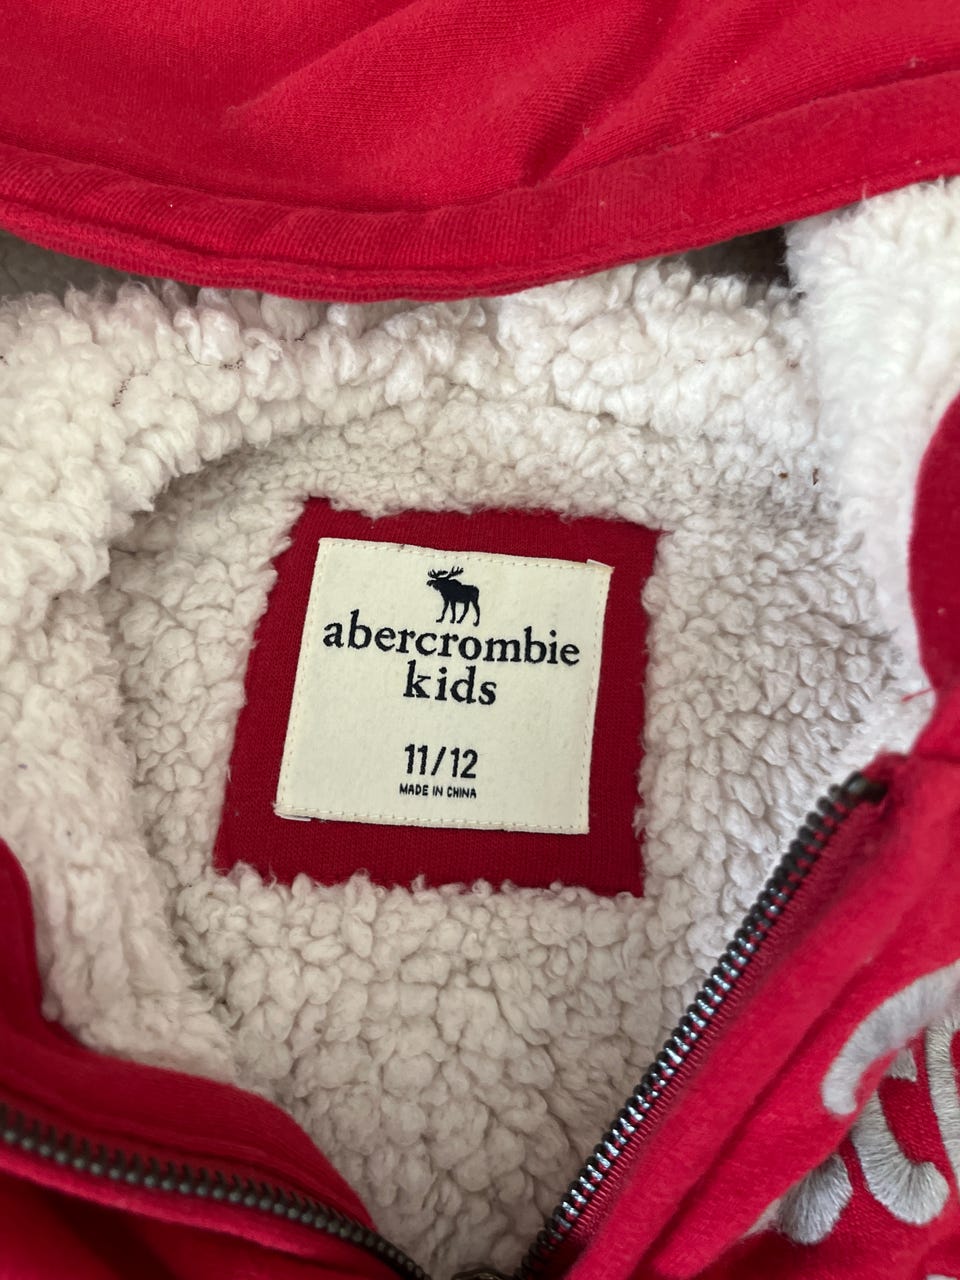 abercrombie
kids
11/12
MADE IN CHINA